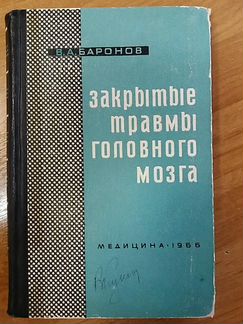 В.А. БАРОНОВ
ЗАКРЫТЫЕ
ТРАВМЫ
ГОЛОВНОГО
МОЗГА
МЕДИЦИНА · 1966